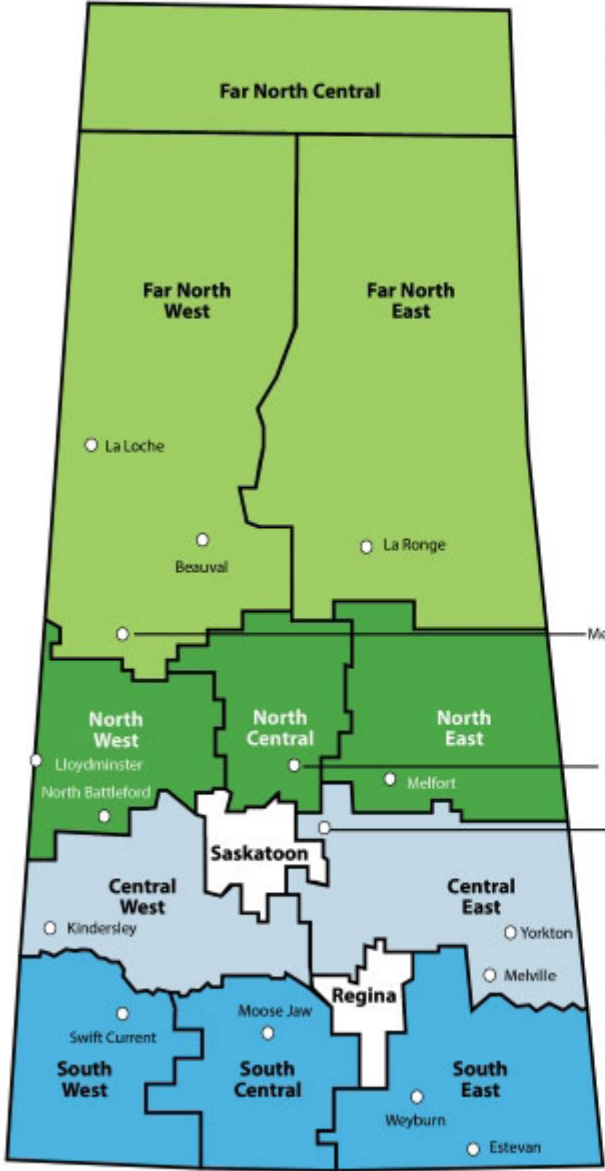 Far North Central
Far North
West
Far North
East
La Loche
Beauval
La Ronge
Me
North
West
North
Central
North
East
Lloydminster
Melfort
North Battleford
Saskatoon
Central
West
Central
East
Kindersley
Yorkton
Melville
Regina
Moose Jaw
Swift Current
South
West
South
Central
South
East
Weyburn
Estevan